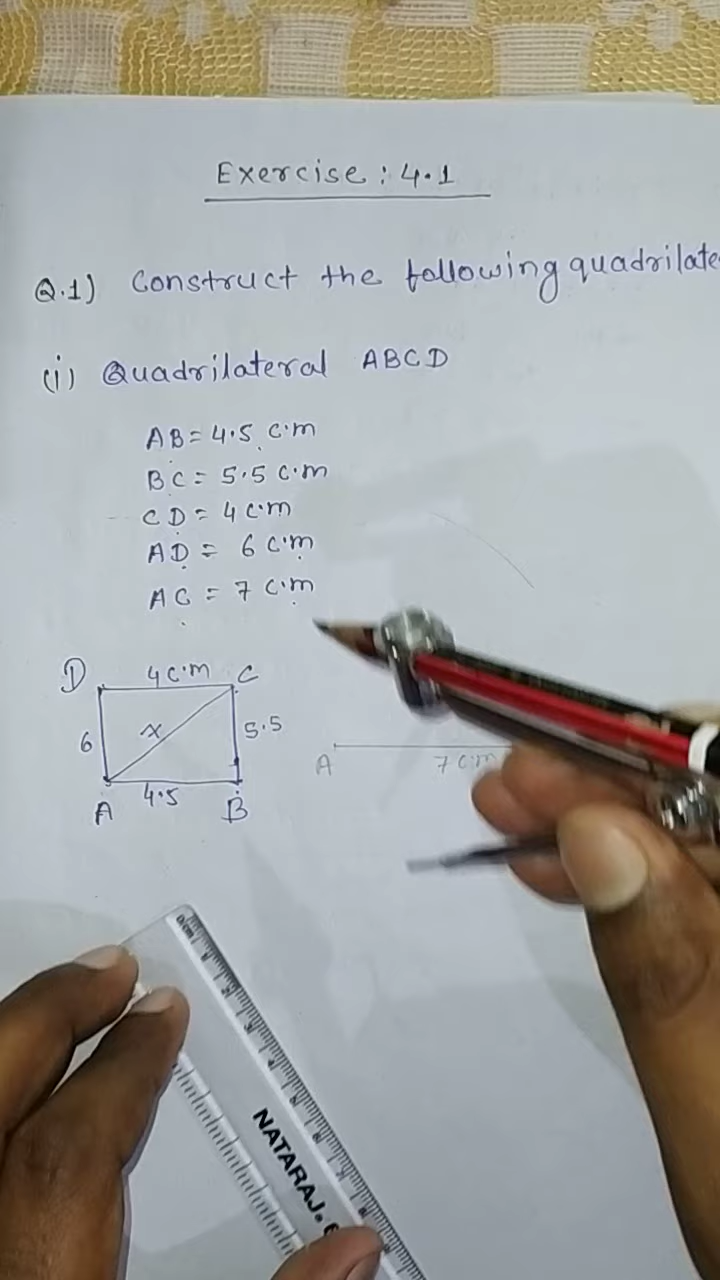 Exercise : 4.1
Q.1) Construct the following quadrilate
(i) Quadrilateral ABCD
AB = 4.5 c.m
BC = 5.5 c.m
CD = 4 c.m
AD = 6 c.m
AC = 7 c.m
D 4 c.m C
6 x 5.5
A 4.5 B
A 7 c.m
NATARAJ